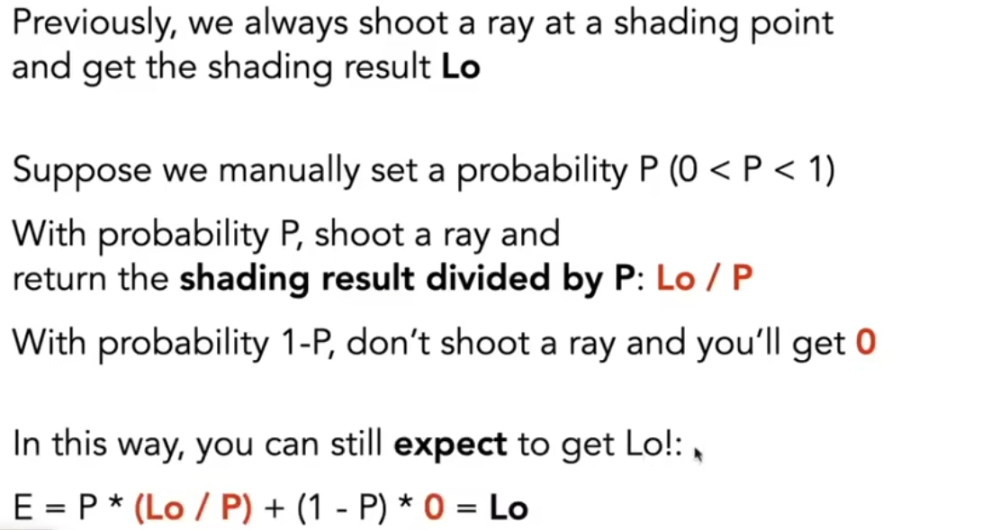 Previously, we always shoot a ray at a shading point
and get the shading result Lo
Suppose we manually set a probability P (0 < P < 1)
With probability P, shoot a ray and
return the shading result divided by P: Lo / P
With probability 1-P, don’t shoot a ray and you’ll get 0
In this way, you can still expect to get Lo!:
E = P * (Lo / P) + (1 - P) * 0 = Lo